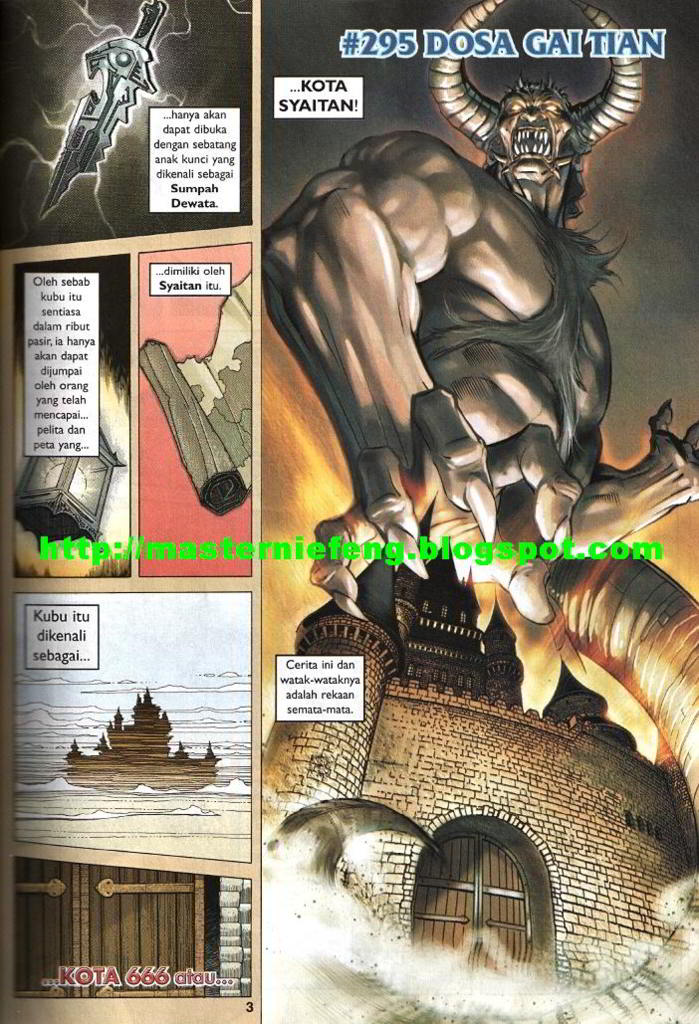 ...hanya akan
dapat dibuka
dengan sebatang
anak kunci yang
dikenali sebagai
Sumpah
Dewata.
Oleh sebab
kubu itu
sentiasa
dalam ribut
pasir, ia hanya
akan dapat
dijumpai
oleh orang
yang telah
mencapai...
pelita dan
peta yang...
...dimiliki oleh
Syaitan itu.
12
Kubu itu
dikenali
sebagai...
...KOTA 666 atau...
3
#295 DOSA GAI TIAN
...KOTA
SYAITAN!
http://masterniefeng.blogspot.com
Cerita ini dan
watak-wataknya
adalah rekaan
semata-mata.